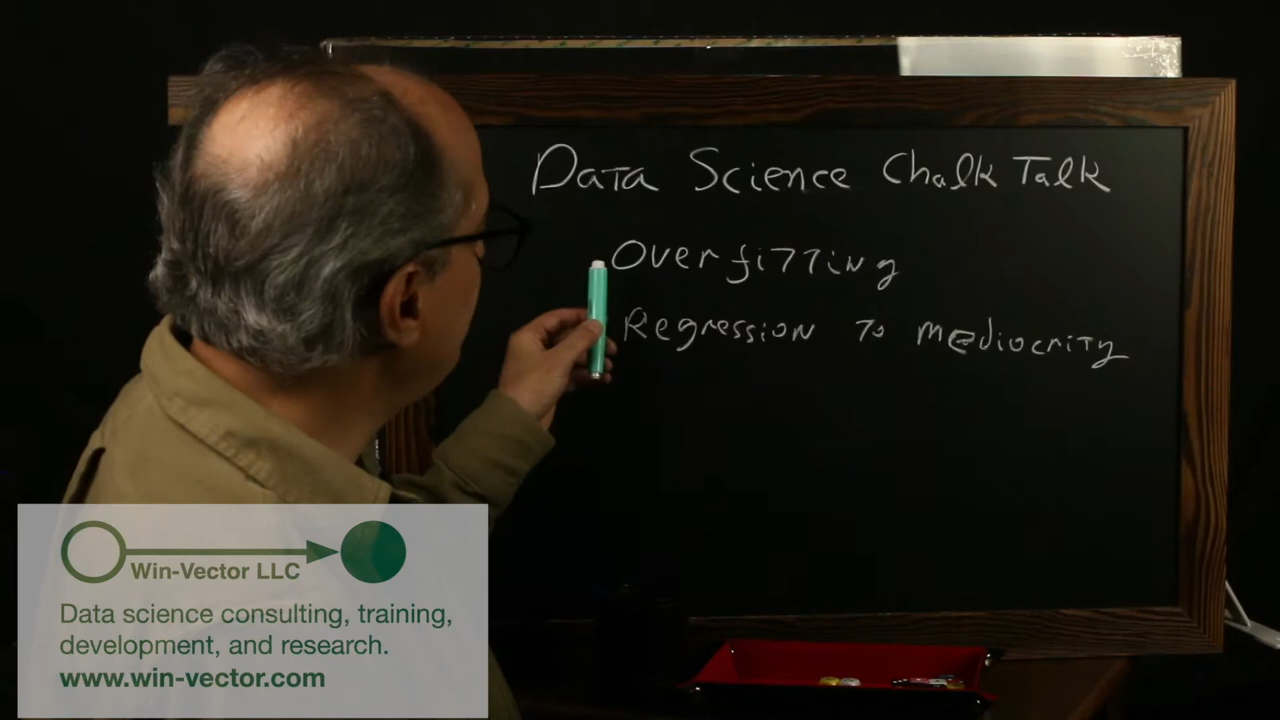 Data Science Chalk Talk
Overfitting
Regression to mediocrity
Win-Vector LLC
Data science consulting, training,
development, and research.
www.win-vector.com